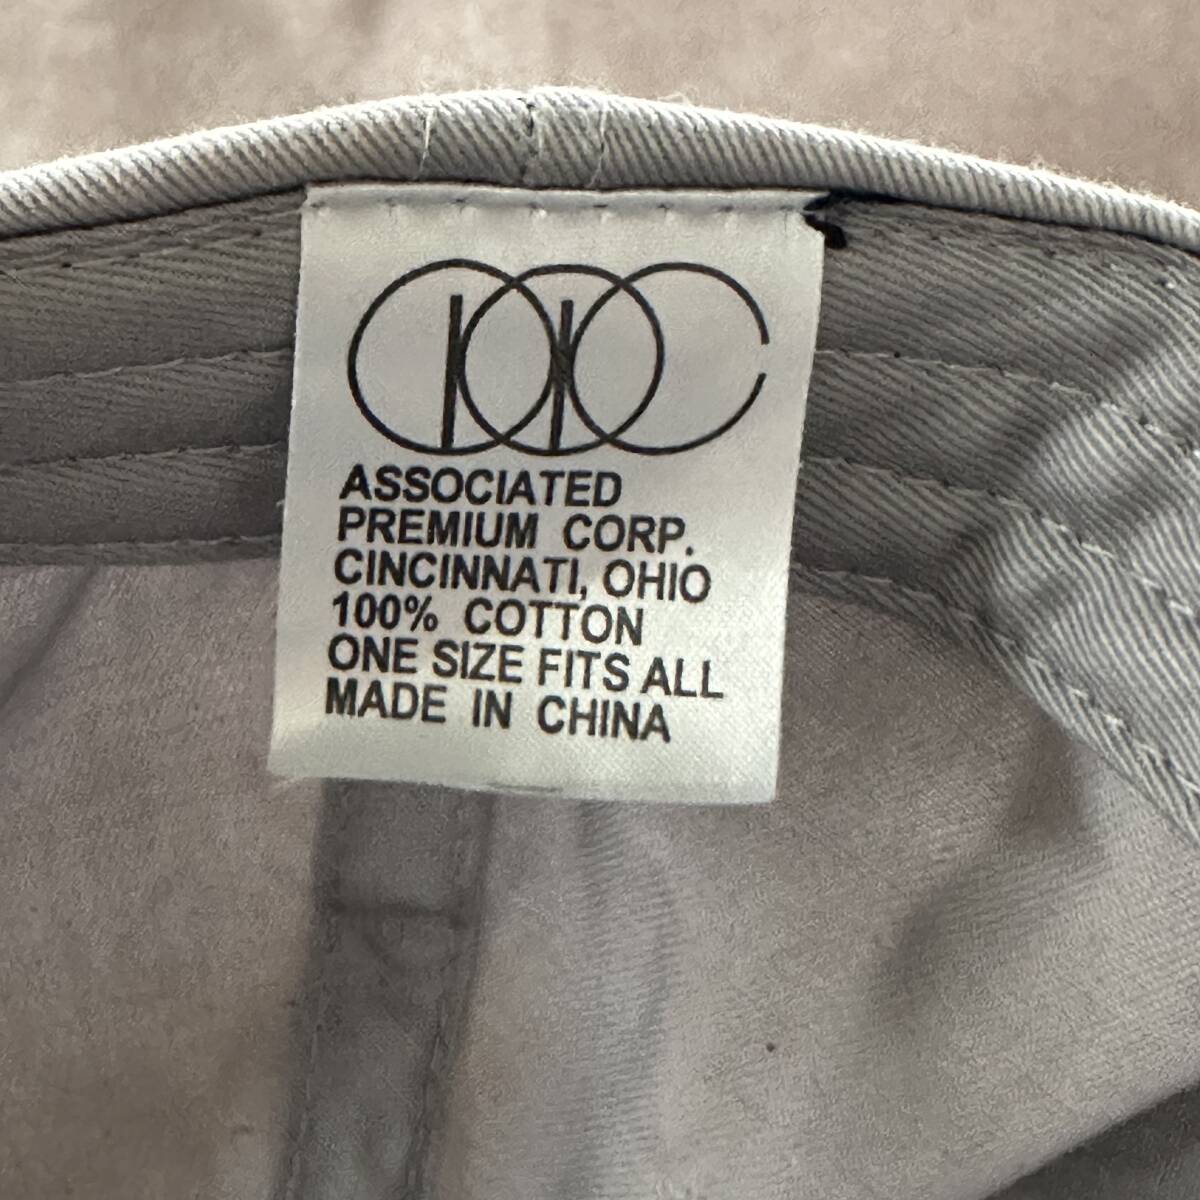 ASSOCIATED
PREMIUM CORP.
CINCINNATI, OHIO
100% COTTON
ONE SIZE FITS ALL
MADE IN CHINA